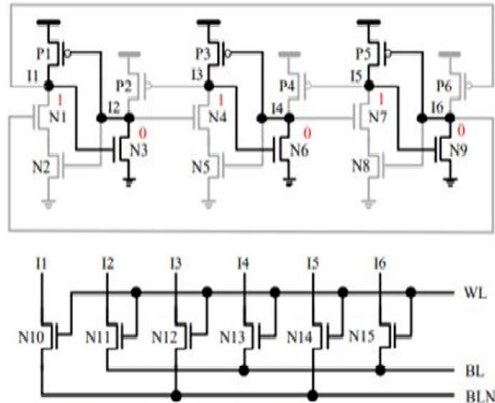 P1 P3 P5
I1 P2 I3 P4 I5 P6
1 I2 1 I4 1 I6
N1 0 N4 0 N7 0
N3 N6 N9
N2 N5 N8
I1 I2 I3 I4 I5 I6
WL
N10 N11 N12 N13 N14 N15
BL
BLN